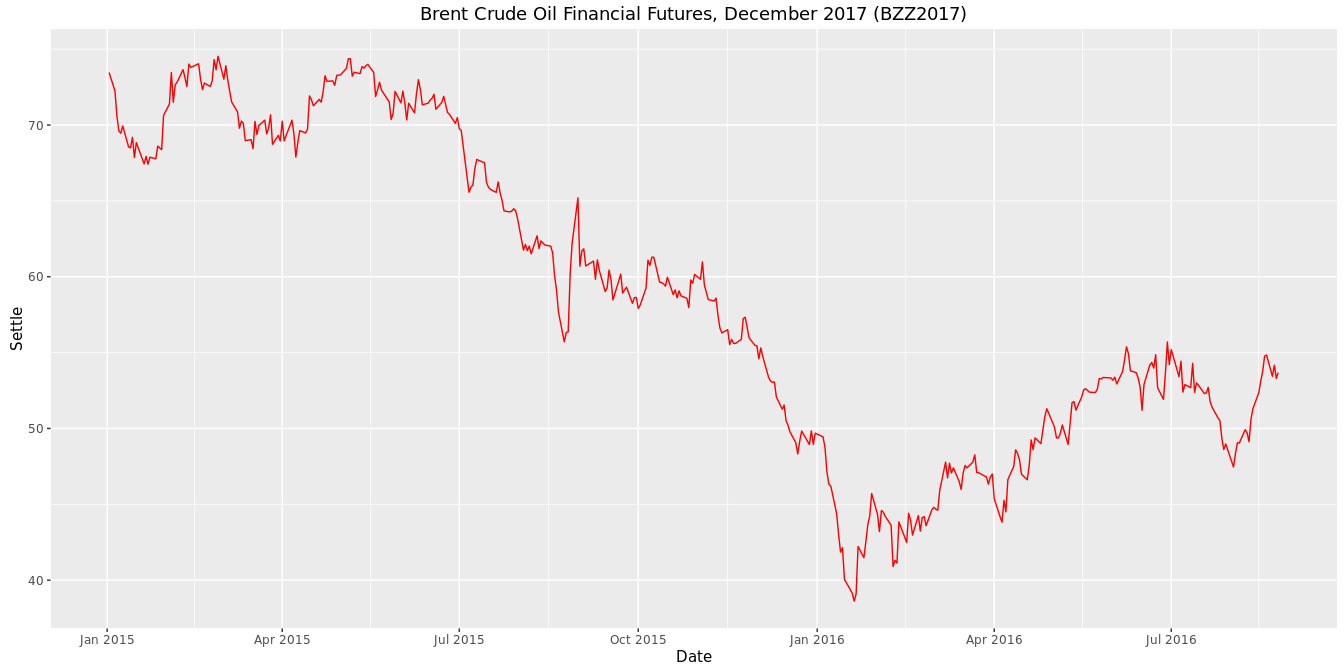 Brent Crude Oil Financial Futures, December 2017 (BZZ2017)
Settle
70
60
50
40
Jan 2015
Apr 2015
Jul 2015
Oct 2015
Jan 2016
Apr 2016
Jul 2016
Date